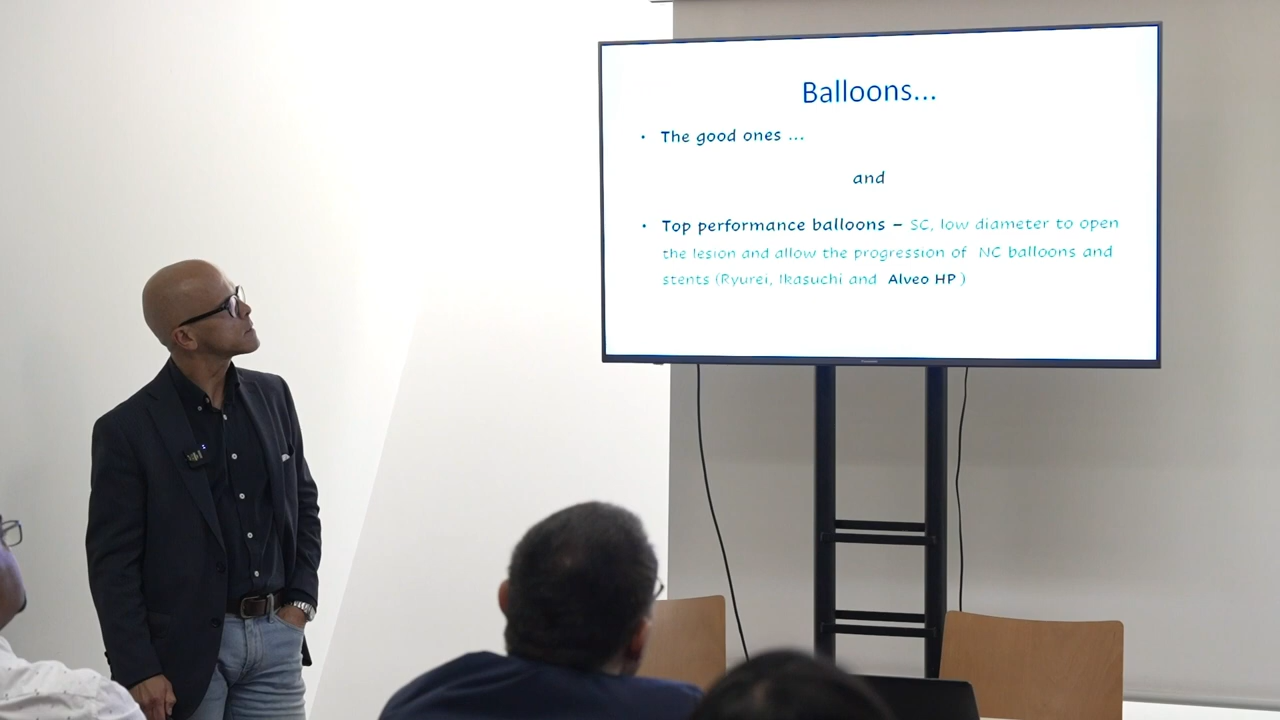 Balloons...
• The good ones ...
and
• Top performance balloons – SC, low diameter to open
the lesion and allow the progression of NC balloons and
stents (Ryurei, Ikasuchi and Alveo HP )